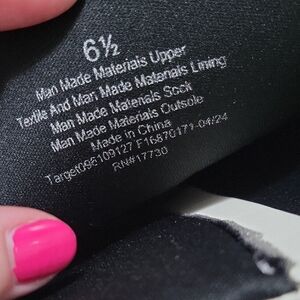 6½
Man Made Materials Upper
Textile And Man Made Materials Lining
Man Made Materials Sock
Man Made Materials Outsole
Made in China
Target098109127 F16870171-04/24
RN#17730